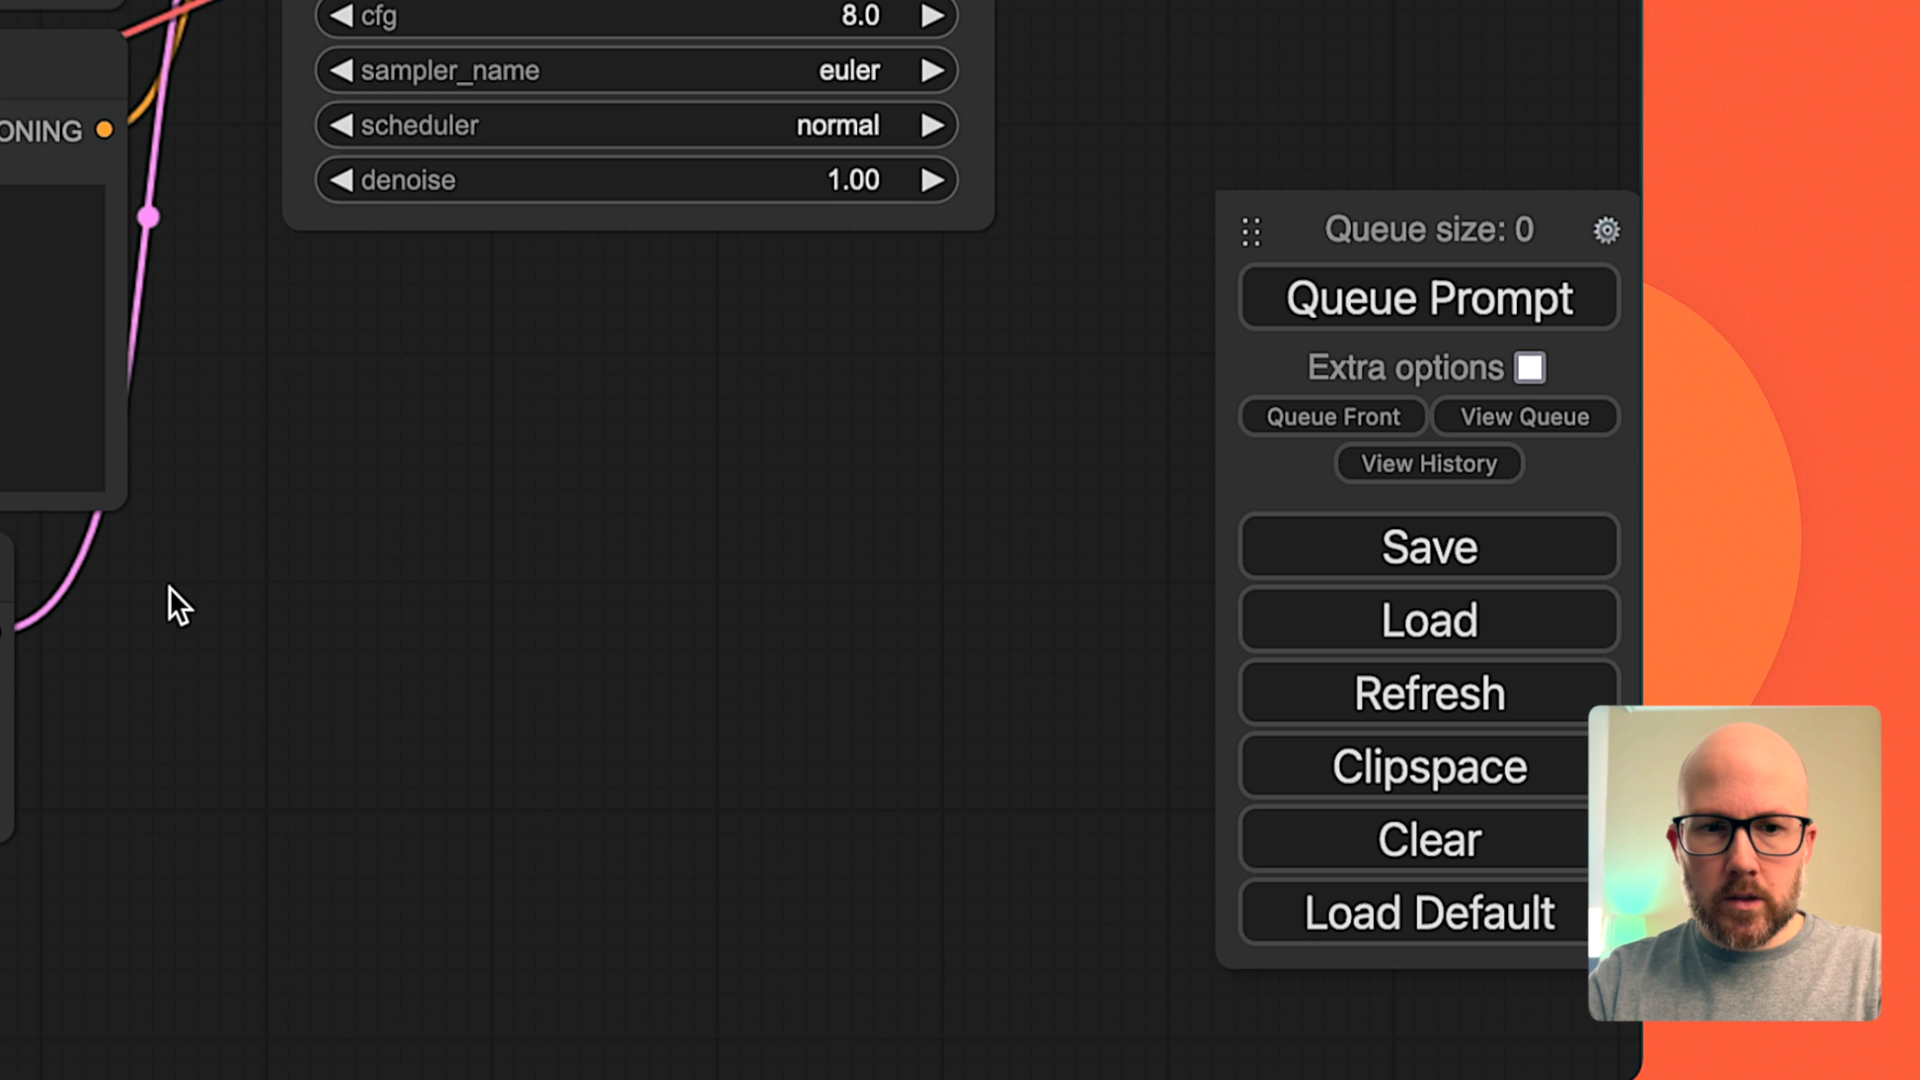 cfg 8.0
sampler_name euler
scheduler normal
denoise 1.00
ONING
Queue size: 0
Queue Prompt
Extra options
Queue Front View Queue
View History
Save
Load
Refresh
Clipspace
Clear
Load Default